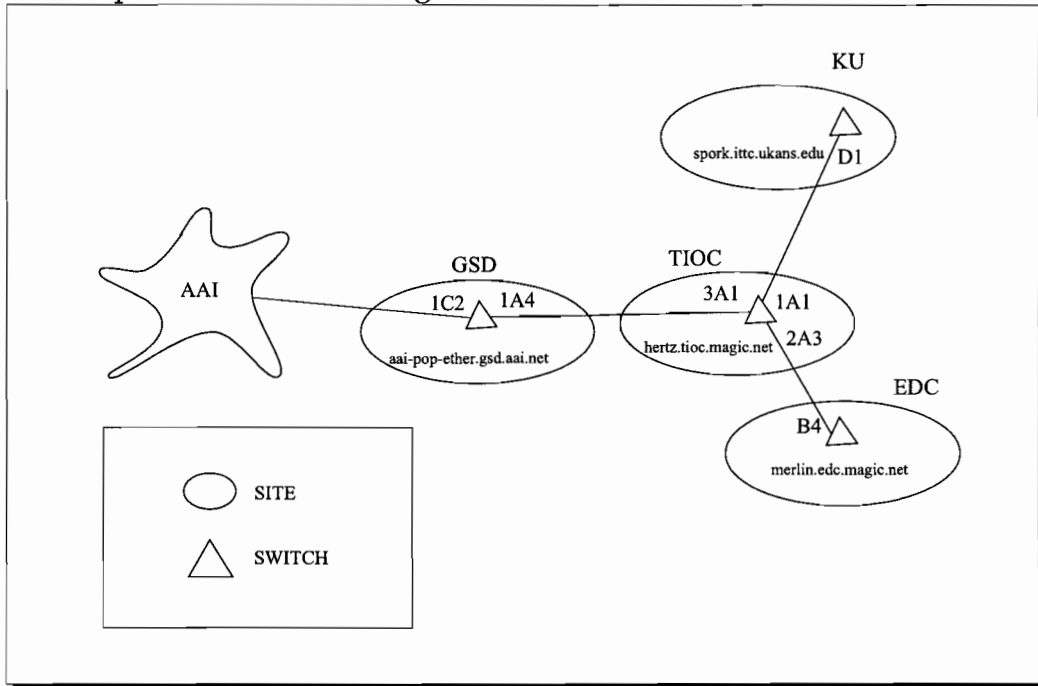 KU
spork.ittc.ukans.edu
D1
TIOC
3A1
1A1
2A3
hertz.tioc.magic.net
GSD
1C2
1A4
aai-pop-ether.gsd.aai.net
AAI
EDC
B4
merlin.edc.magic.net
SITE
SWITCH